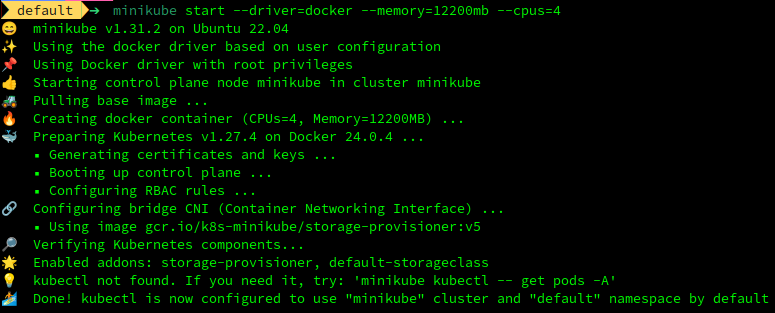 default minikube start --driver=docker --memory=12200mb --cpus=4
minikube v1.31.2 on Ubuntu 22.04
Using the docker driver based on user configuration
Using Docker driver with root privileges
Starting control plane node minikube in cluster minikube
Pulling base image ...
Creating docker container (CPUs=4, Memory=12200MB) ...
Preparing Kubernetes v1.27.4 on Docker 24.0.4 ...
▪ Generating certificates and keys ...
▪ Booting up control plane ...
▪ Configuring RBAC rules ...
Configuring bridge CNI (Container Networking Interface) ...
▪ Using image gcr.io/k8s-minikube/storage-provisioner:v5
Verifying Kubernetes components...
Enabled addons: storage-provisioner, default-storageclass
kubectl not found. If you need it, try: 'minikube kubectl -- get pods -A'
Done! kubectl is now configured to use "minikube" cluster and "default" namespace by default